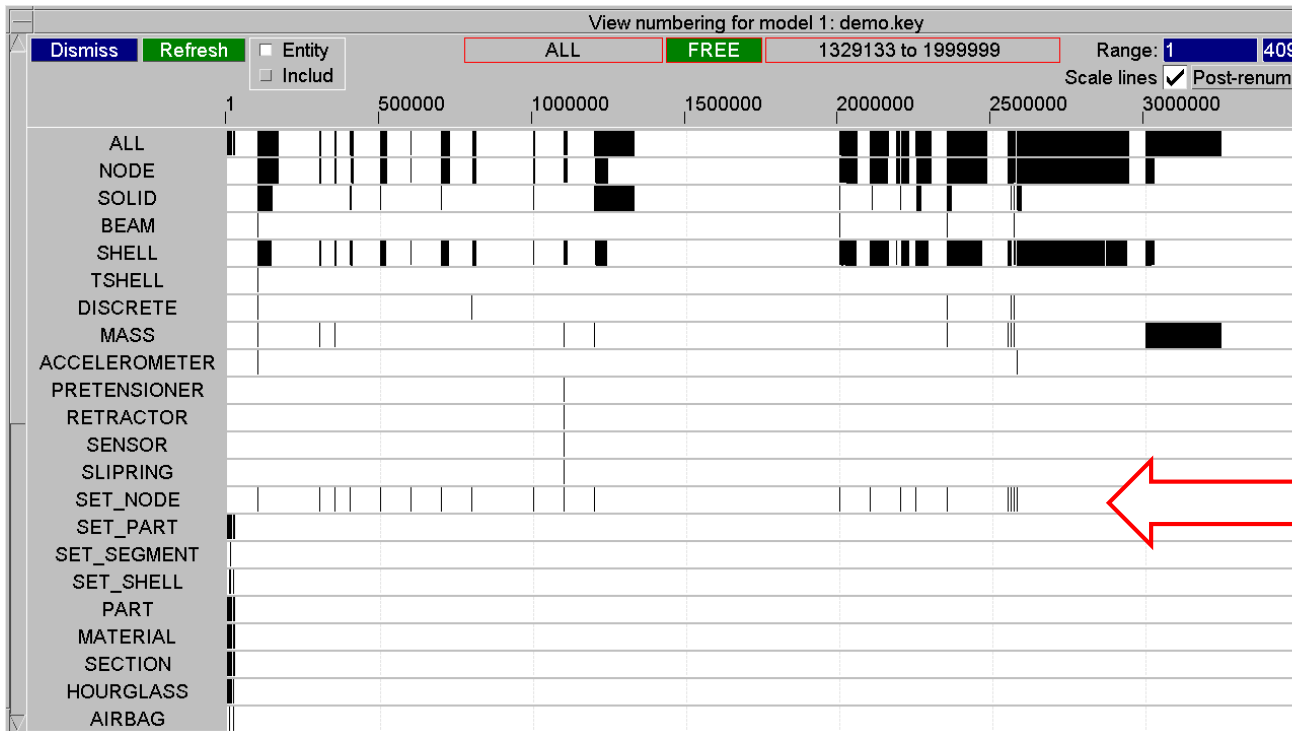 View numbering for model 1: demo.key
Dismiss Refresh Entity ALL FREE 1329133 to 1999999 Range: 1 409
Includ Scale lines Post-renum
1 500000 1000000 1500000 2000000 2500000 3000000
ALL
NODE
SOLID
BEAM
SHELL
TSHELL
DISCRETE
MASS
ACCELEROMETER
PRETENSIONER
RETRACTOR
SENSOR
SLIPRING
SET_NODE
SET_PART
SET_SEGMENT
SET_SHELL
PART
MATERIAL
SECTION
HOURGLASS
AIRBAG